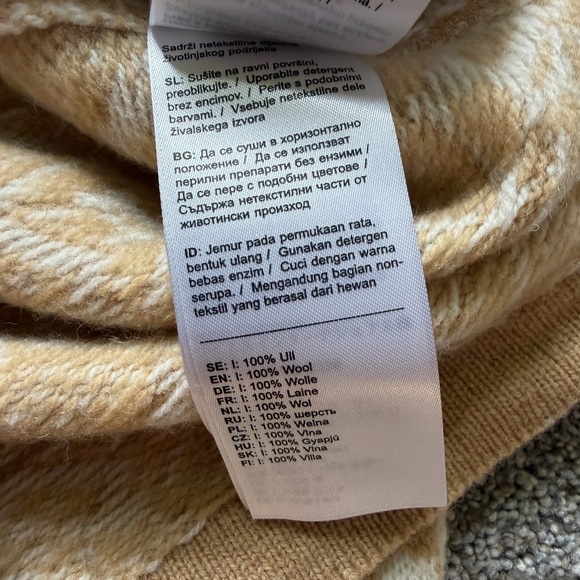 Sadrži netekstilne dijelove
životinjskog podrijetla
SL: Sušite na ravni površini,
preoblikujte. / Uporabite detergent
brez encimov. / Perite s podobnimi
barvami. / Vsebuje netekstilne dele
živalskega izvora
BG: Да се суши в хоризонтално
положение / Да се използват
перилни препарати без ензими /
Да се пере с подобни цветове /
Съдържа нетекстилни части от
животински произход
ID: Jemur pada permukaan rata,
bentuk ulang / Gunakan detergen
bebas enzim / Cuci dengan warna
serupa. / Mengandung bagian non-
tekstil yang berasal dari hewan
SE: I: 100% Ull
EN: I: 100% Wool
DE: I: 100% Wolle
FR: I: 100% Laine
NL: I: 100% Wol
RU: I: 100% шерсть
PL: I: 100% Wełna
CZ: I: 100% Vlna
HU: I: 100% Gyapjú
SK: I: 100% Vlna
FI: I: 100% Villa